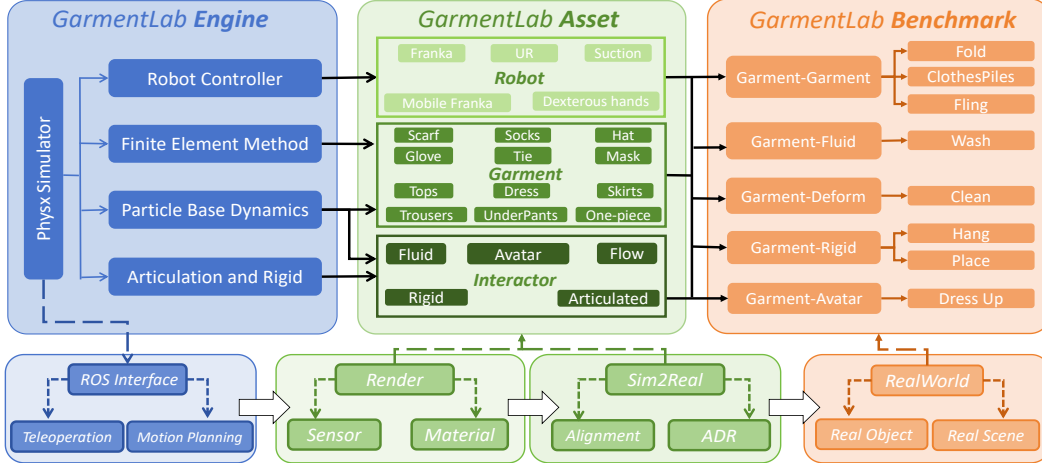 GarmentLab Engine
Physx Simulator
Robot Controller
Finite Element Method
Particle Base Dynamics
Articulation and Rigid
GarmentLab Asset
Franka
UR
Suction
Robot
Mobile Franka
Dexterous hands
Scarf
Socks
Hat
Glove
Tie
Mask
Garment
Tops
Dress
Skirts
Trousers
UnderPants
One-piece
Fluid
Avatar
Flow
Interactor
Rigid
Articulated
GarmentLab Benchmark
Garment-Garment
Fold
ClothesPiles
Fling
Garment-Fluid
Wash
Garment-Deform
Clean
Garment-Rigid
Hang
Place
Garment-Avatar
Dress Up
ROS Interface
Teleoperation
Motion Planning
Render
Sensor
Material
Sim2Real
Alignment
ADR
RealWorld
Real Object
Real Scene